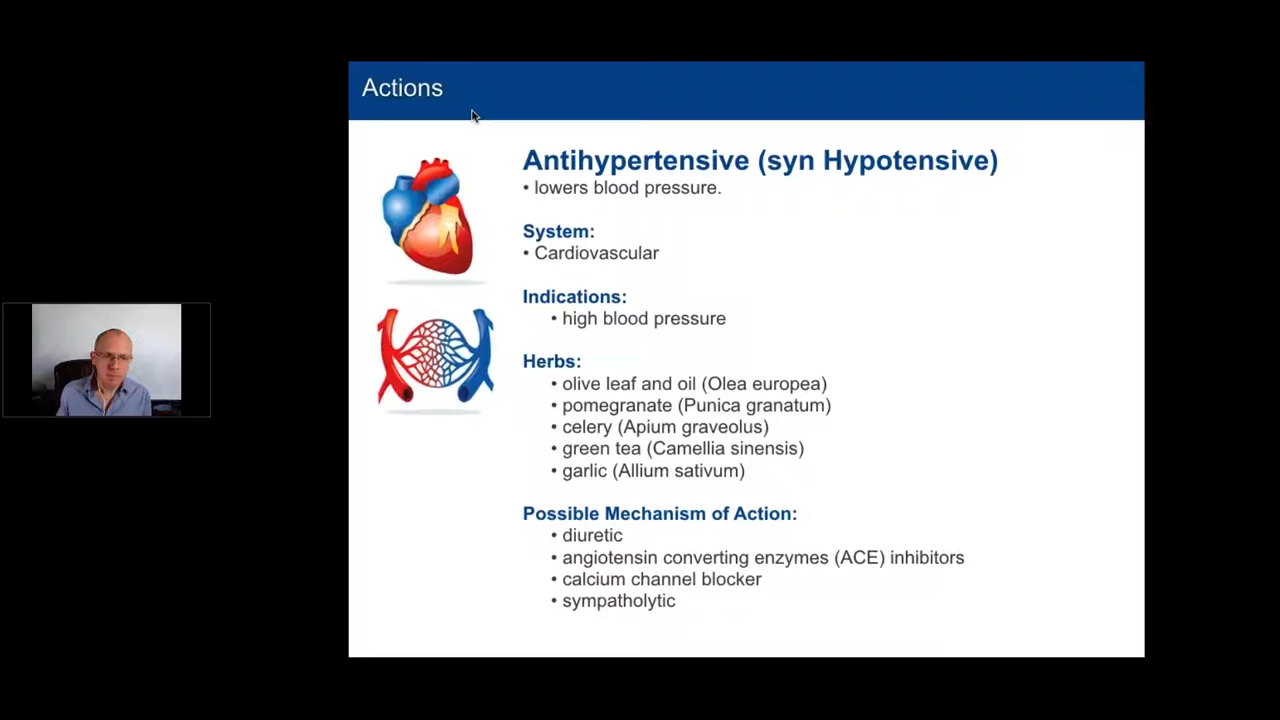 Actions
Antihypertensive (syn Hypotensive)
• lowers blood pressure.
System:
• Cardiovascular
Indications:
• high blood pressure
Herbs:
• olive leaf and oil (Olea europea)
• pomegranate (Punica granatum)
• celery (Apium graveolus)
• green tea (Camellia sinensis)
• garlic (Allium sativum)
Possible Mechanism of Action:
• diuretic
• angiotensin converting enzymes (ACE) inhibitors
• calcium channel blocker
• sympatholytic